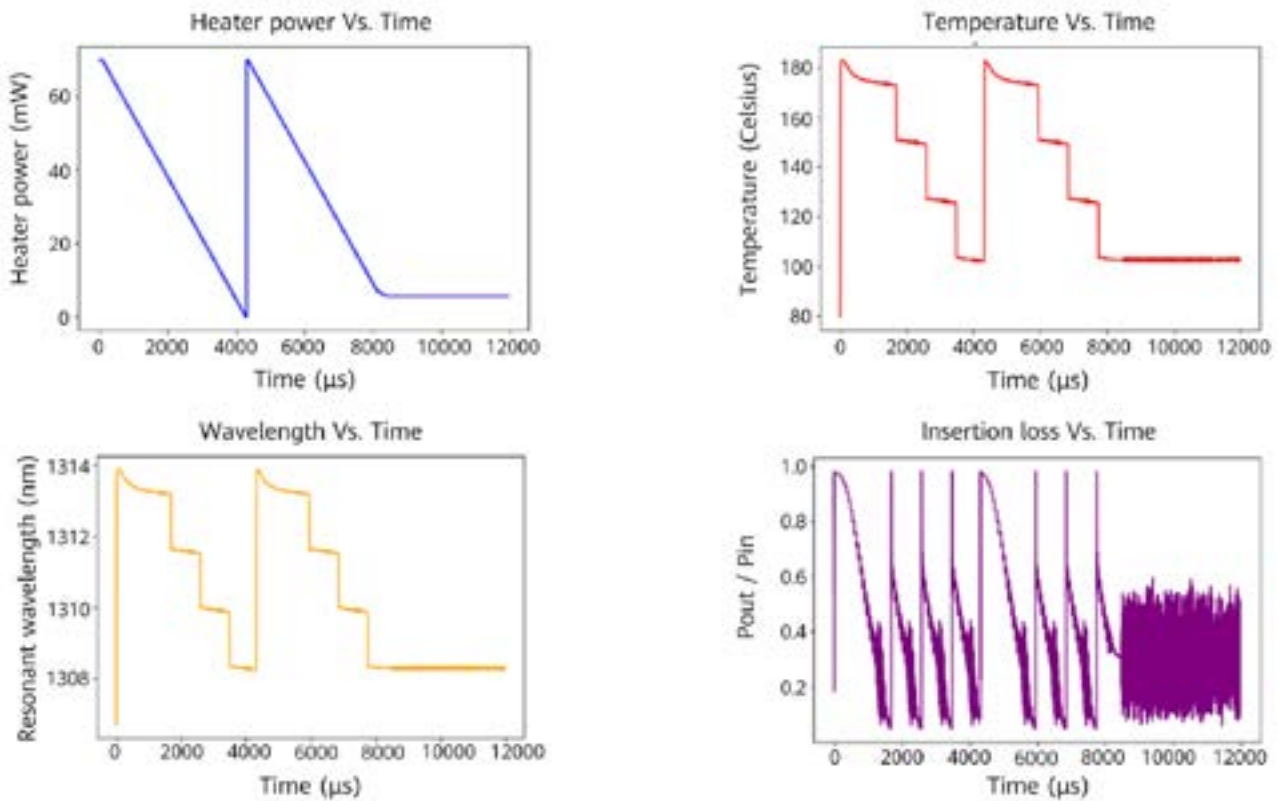 Heater power Vs. Time
Heater power (mW)
60
40
20
0
0 2000 4000 6000 8000 10000 12000
Time (μs)
Temperature Vs. Time
Temperature (Celsius)
180
160
140
120
100
80
0 2000 4000 6000 8000 10000 12000
Time (μs)
Wavelength Vs. Time
Resonant wavelength (nm)
1314
1312
1310
1308
0 2000 4000 6000 8000 10000 12000
Time (μs)
Insertion loss Vs. Time
Pout / Pin
1.0
0.8
0.6
0.4
0.2
0 2000 4000 6000 8000 10000 12000
Time (μs)